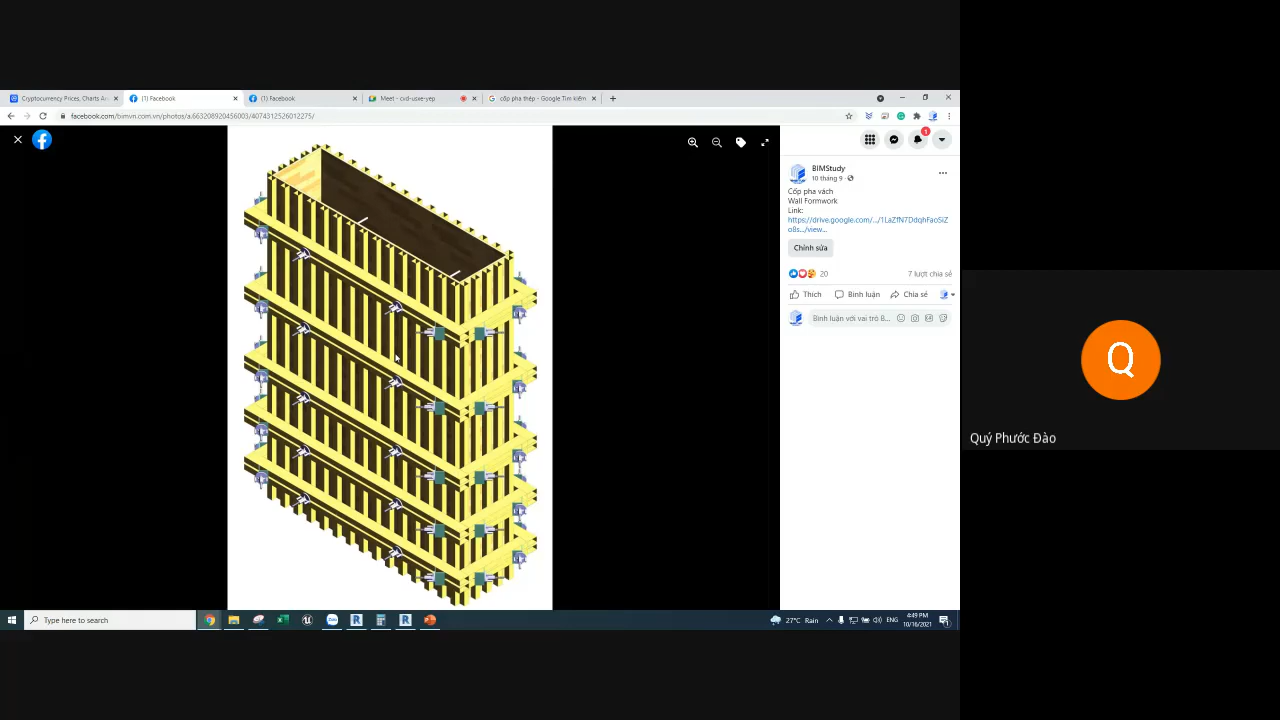 Cryptocurrency Prices, Charts An
(1) Facebook
(1) Facebook
Meet - cvd-usxe-yep
cốp pha thép - Google Tìm kiếm
facebook.com/bimvn.com.vn/photos/a.663208920456003/4074312526012275/
1
BIMStudy
10 tháng 9
Cốp pha vách
Wall Formwork
Link:
https://drive.google.com/.../1LaZfN7DdqhFaoSiZ
o8s.../view...
Chỉnh sửa
20
7 lượt chia sẻ
Thích
Bình luận
Chia sẻ
Bình luận với vai trò B...
Q
Quý Phước Đào
Type here to search
27°C Rain
ENG
4:49 PM
10/16/2021